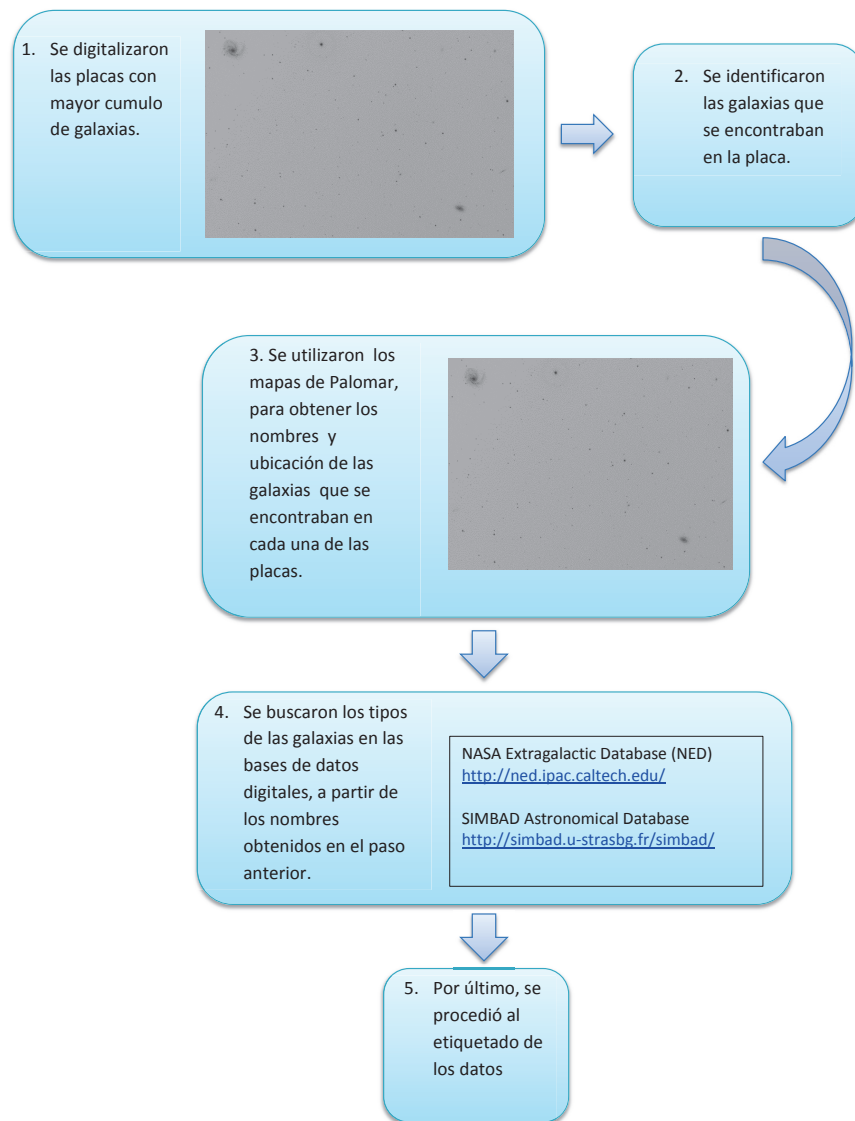 1. Se digitalizaron
las placas con
mayor cumulo
de galaxias.
2. Se identificaron
las galaxias que
se encontraban
en la placa.
3. Se utilizaron los
mapas de Palomar,
para obtener los
nombres y
ubicación de las
galaxias que se
encontraban en
cada una de las
placas.
4. Se buscaron los tipos
de las galaxias en las
bases de datos
digitales, a partir de
los nombres
obtenidos en el paso
anterior.
NASA Extragalactic Database (NED)
http://ned.ipac.caltech.edu/
SIMBAD Astronomical Database
http://simbad.u-strasbg.fr/simbad/
5. Por último, se
procedió al
etiquetado de
los datos